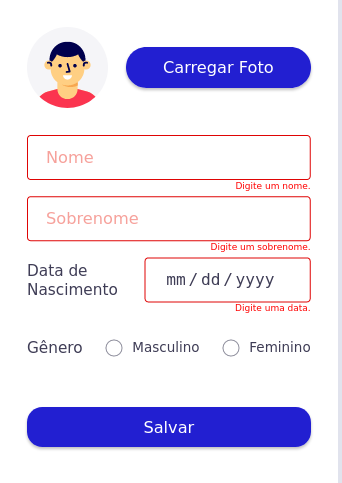 Carregar Foto
Nome
Digite um nome.
Sobrenome
Digite um sobrenome.
Data de
Nascimento
mm/dd/yyyy
Digite uma data.
Gênero Masculino Feminino
Salvar